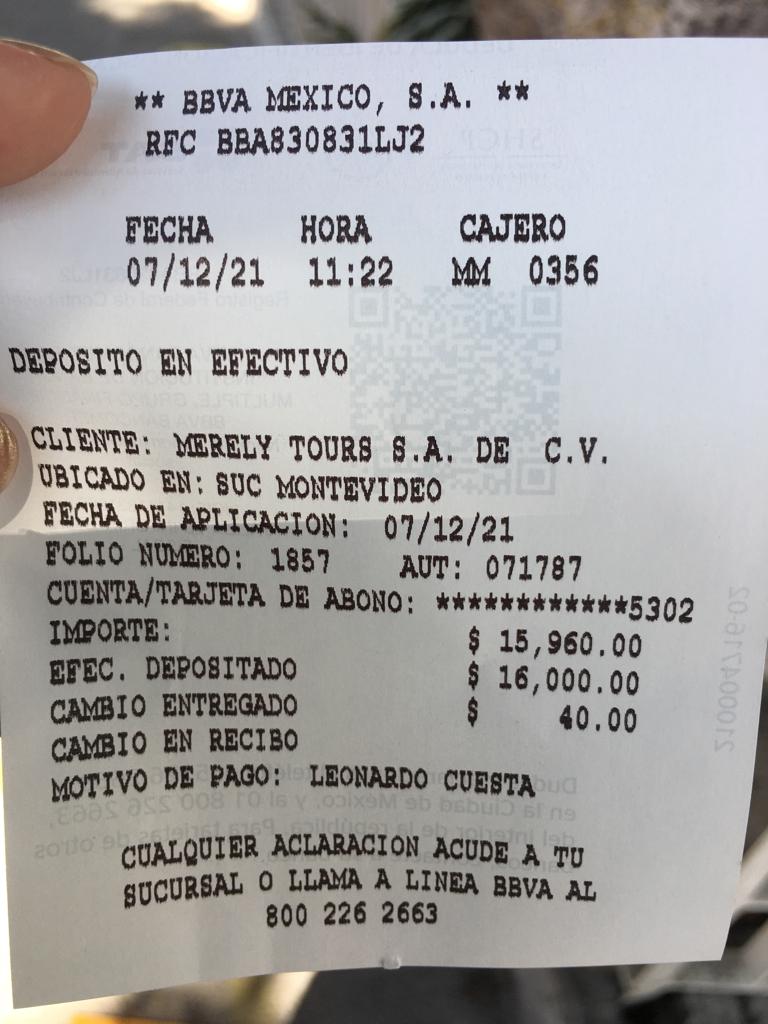 ** BBVA MEXICO, S.A. **
RFC BBA830831LJ2
FECHA HORA CAJERO
07/12/21 11:22 MM 0356
DEPOSITO EN EFECTIVO
CLIENTE: MERELY TOURS S.A. DE C.V.
UBICADO EN: SUC MONTEVIDEO
FECHA DE APLICACION: 07/12/21
FOLIO NUMERO: 1857 AUT: 071787
CUENTA/TARJETA DE ABONO: ************5302
IMPORTE: $ 15,960.00
EFEC. DEPOSITADO $ 16,000.00
CAMBIO ENTREGADO $ 40.00
CAMBIO EN RECIBO
MOTIVO DE PAGO: LEONARDO CUESTA
CUALQUIER ACLARACION ACUDE A TU
SUCURSAL O LLAMA A LINEA BBVA AL
800 226 2663
210004716-02